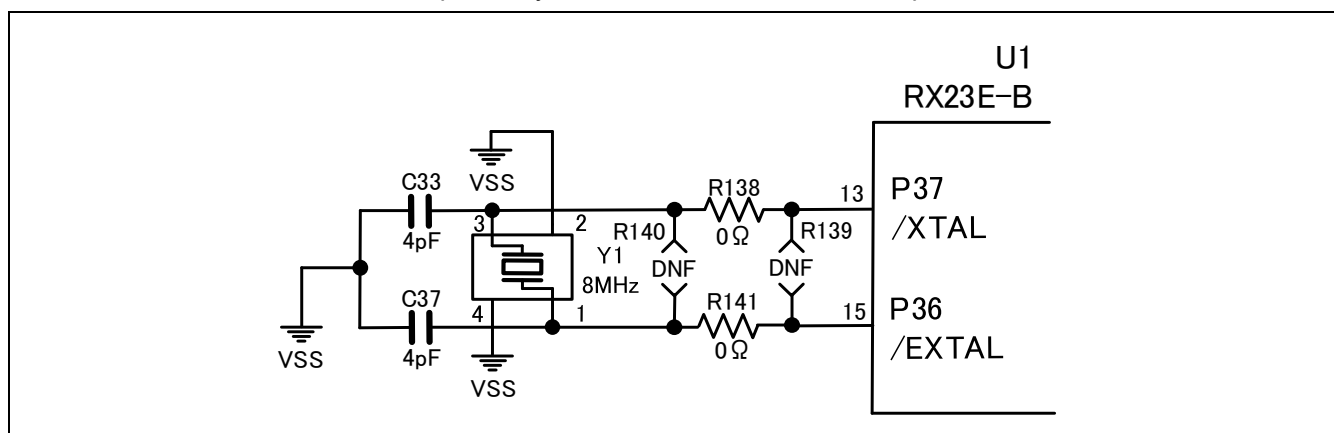 U1
RX23E-B
C33
4pF
VSS
3
2
R140
DNF
Y1
8MHz
R138
0Ω
R139
DNF
13
P37
/XTAL
C37
4pF
VSS
4
1
VSS
R141
0Ω
15
P36
/EXTAL